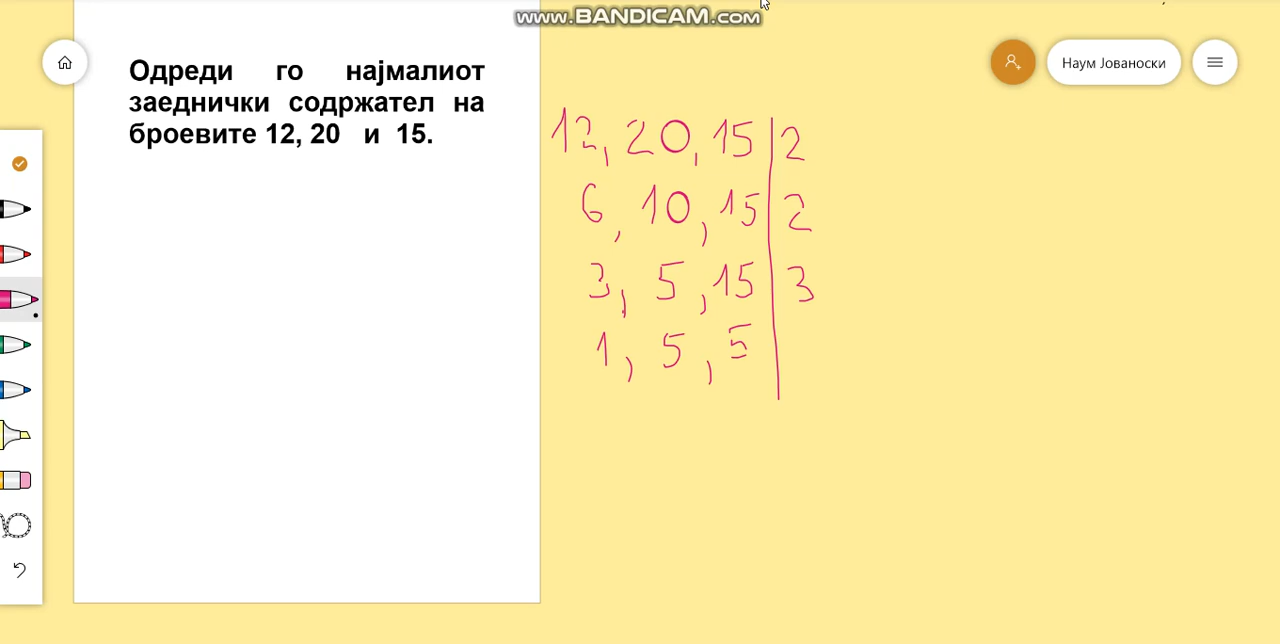 www.BANDICAM.com
Наум Јованоски
Одреди го најмалиот
заеднички содржател на
броевите 12, 20 и 15.
12, 20, 15 | 2
6, 10, 15 | 2
3, 5, 15 | 3
1, 5, 5 |